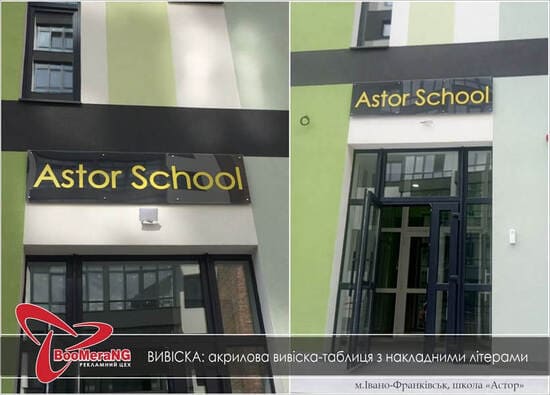 Astor School
Astor School
BooMeraNG
РЕКЛАМНИЙ ЦЕХ
ВИВІСКА: акрилова вивіска-таблиця з накладними літерами
м.Івано-Франківськ, школа «Астор»